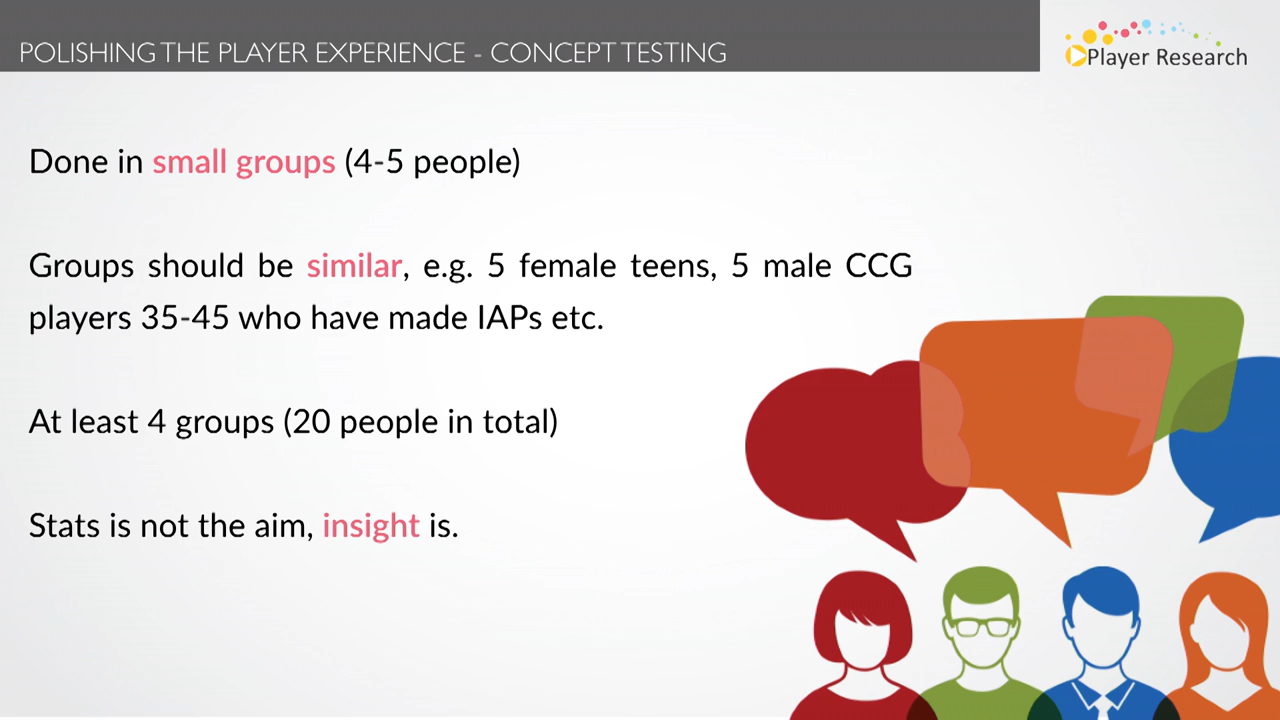 POLISHING THE PLAYER EXPERIENCE - CONCEPT TESTING
Player Research
Done in small groups (4-5 people)
Groups should be similar, e.g. 5 female teens, 5 male CCG
players 35-45 who have made IAPs etc.
At least 4 groups (20 people in total)
Stats is not the aim, insight is.